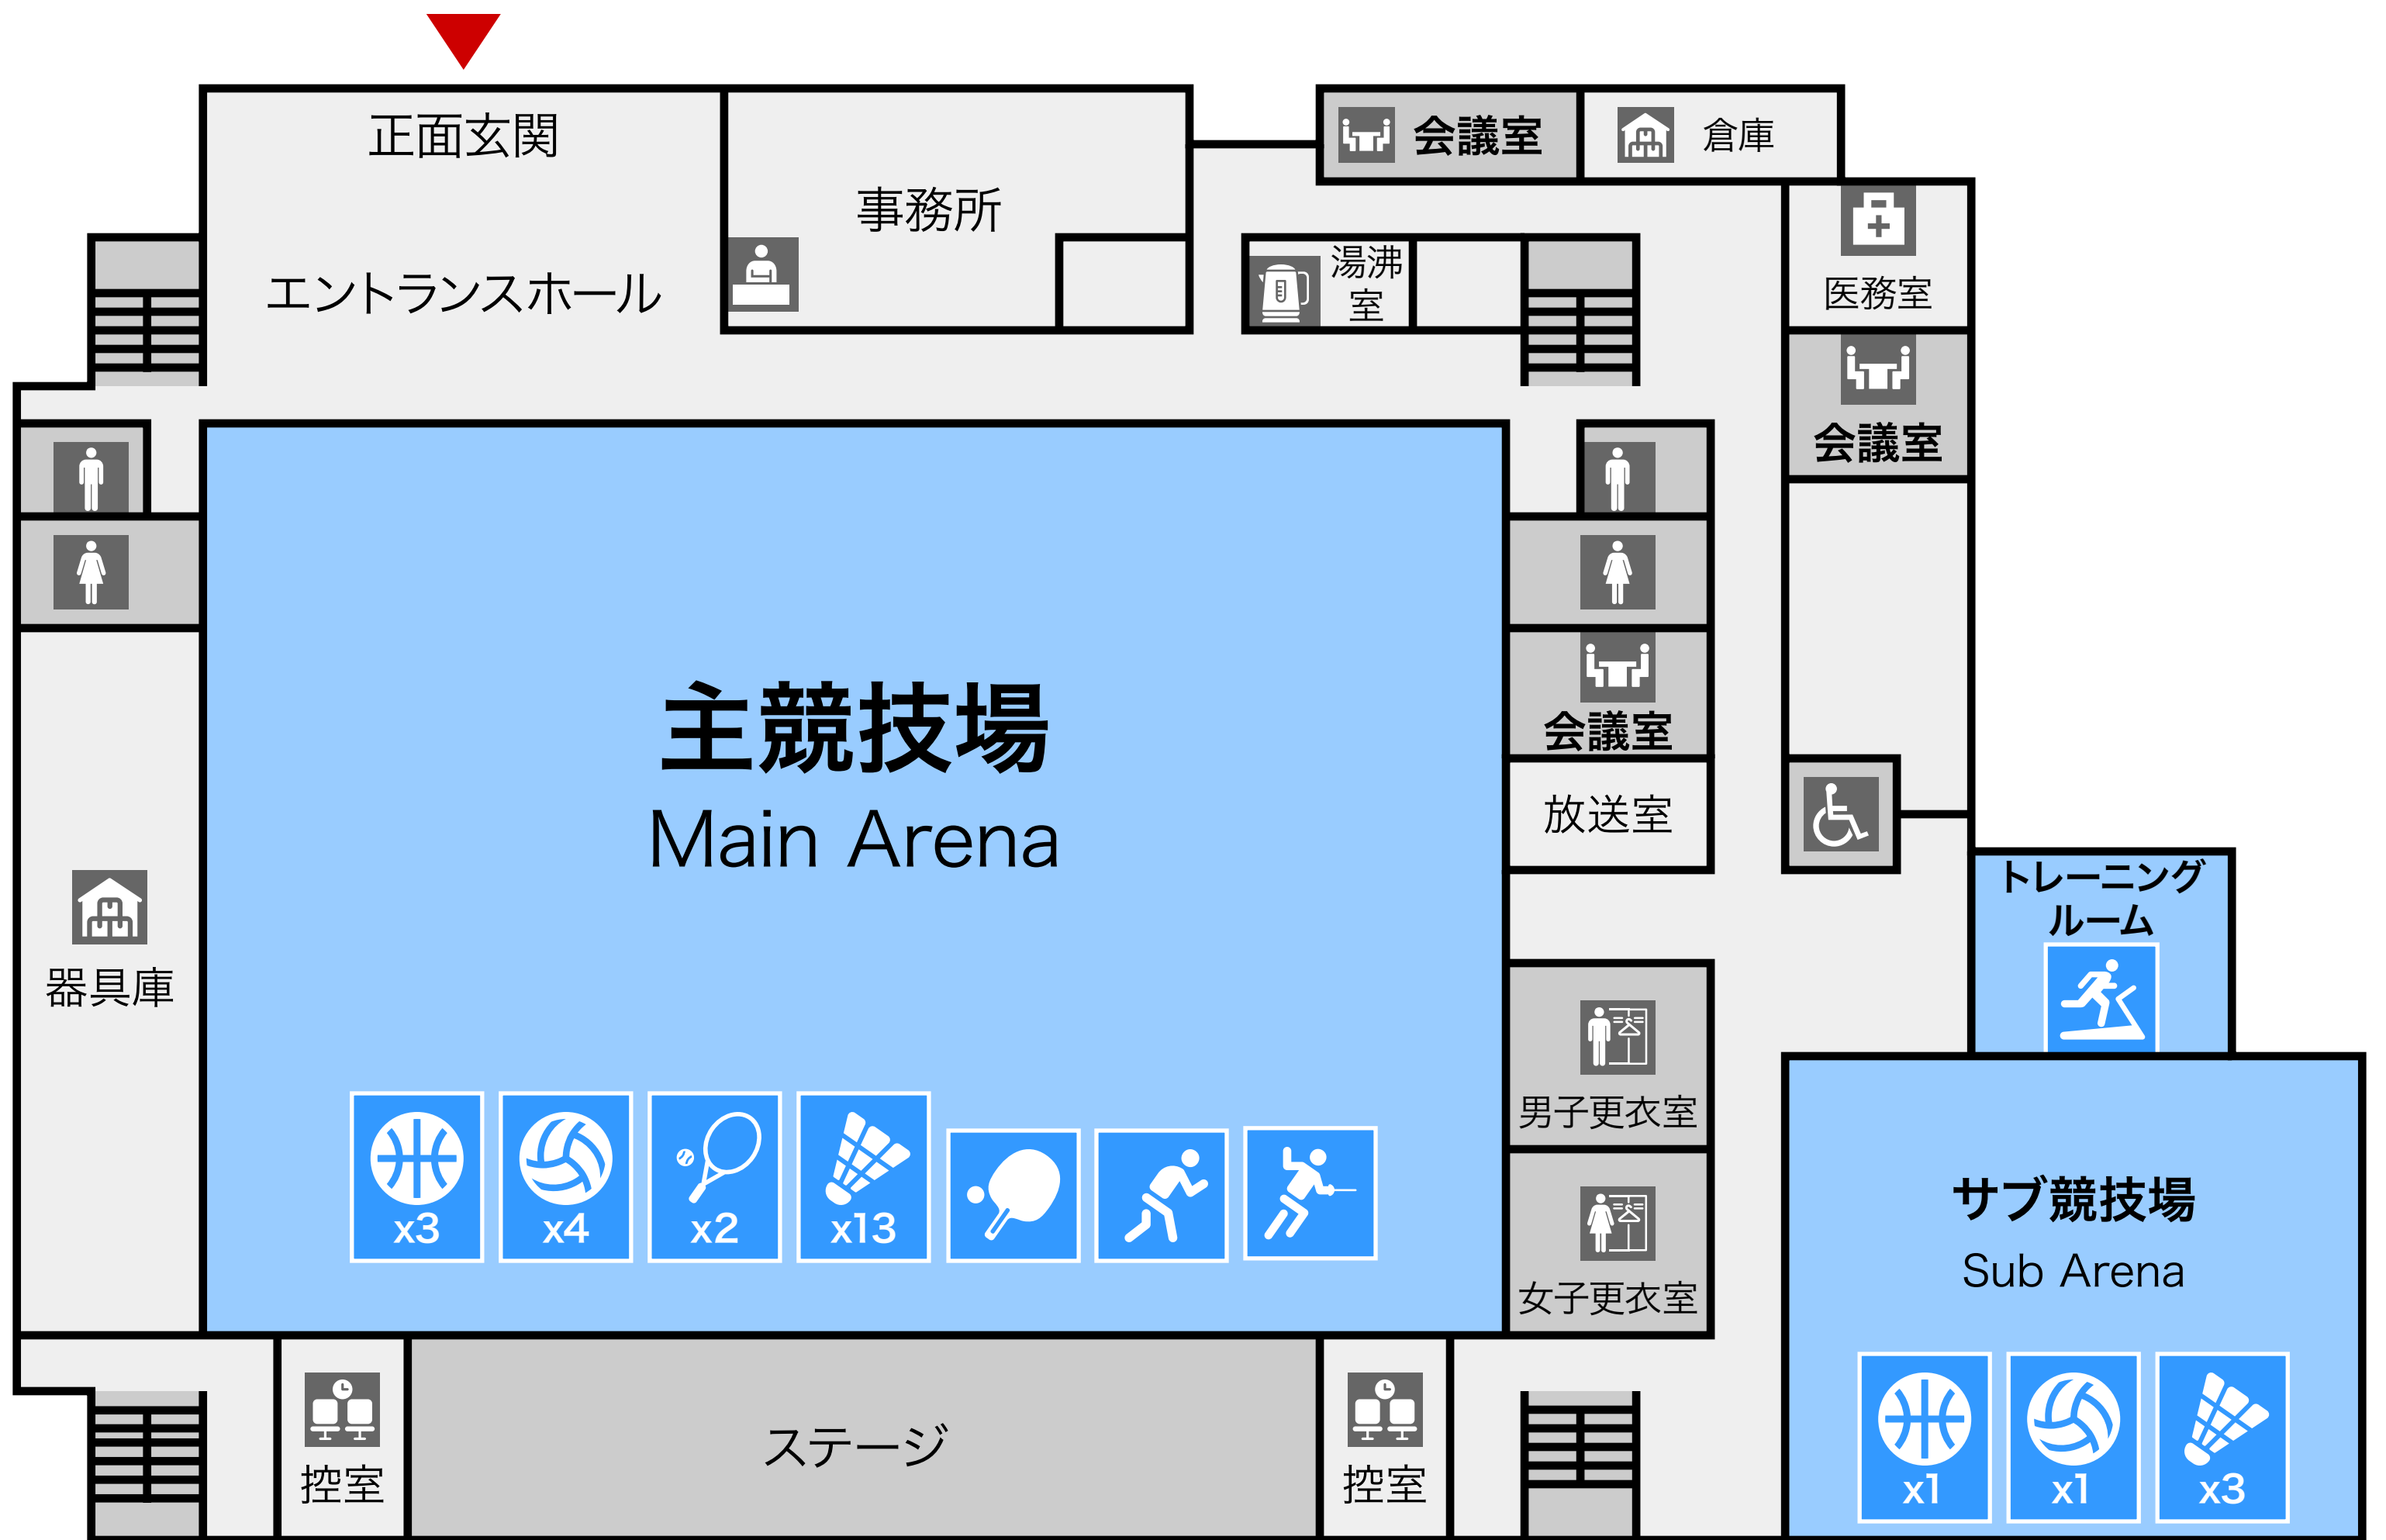 正面玄関
エントランスホール
事務所
会議室
倉庫
湯沸
室
医務室
会議室
主競技場
Main Arena
会議室
放送室
器具庫
トレーニング
ルーム
男子更衣室
女子更衣室
x3
x4
x2
x13
サブ競技場
Sub Arena
x1
x1
x3
控室
ステージ
控室